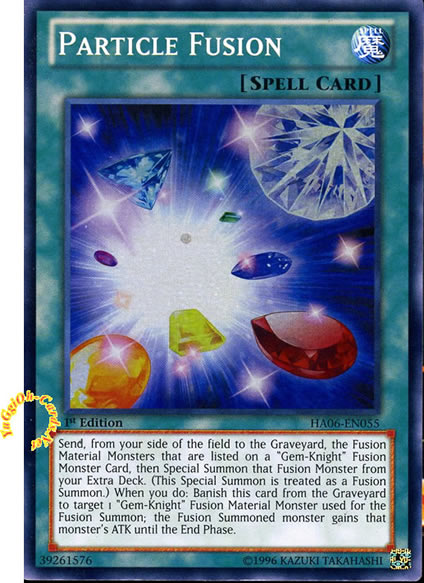 PARTICLE FUSION
魔
[SPELL CARD]
YuGgiOh-Cards.Net
1st Edition
HA06-EN055
Send, from your side of the field to the Graveyard, the Fusion
Material Monsters that are listed on a "Gem-Knight" Fusion
Monster Card, then Special Summon that Fusion Monster from
your Extra Deck. (This Special Summon is treated as a Fusion
Summon.) When you do: Banish this card from the Graveyard
to target 1 "Gem-Knight" Fusion Material Monster used for the
Fusion Summon; the Fusion Summoned monster gains that
monster's ATK until the End Phase.
39261576
©1996 KAZUKI TAKAHASHI